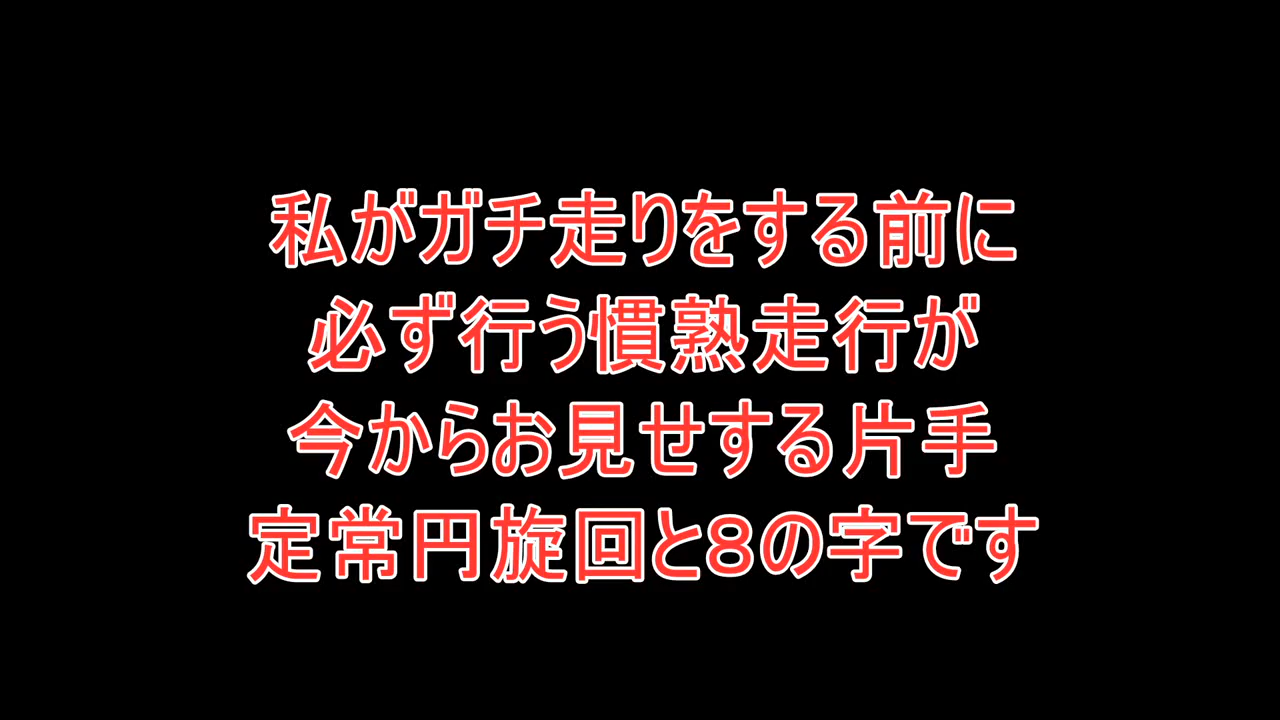 私がガチ走りをする前に
必ず行う慣熟走行が
今からお見せする片手
定常円旋回と８の字です